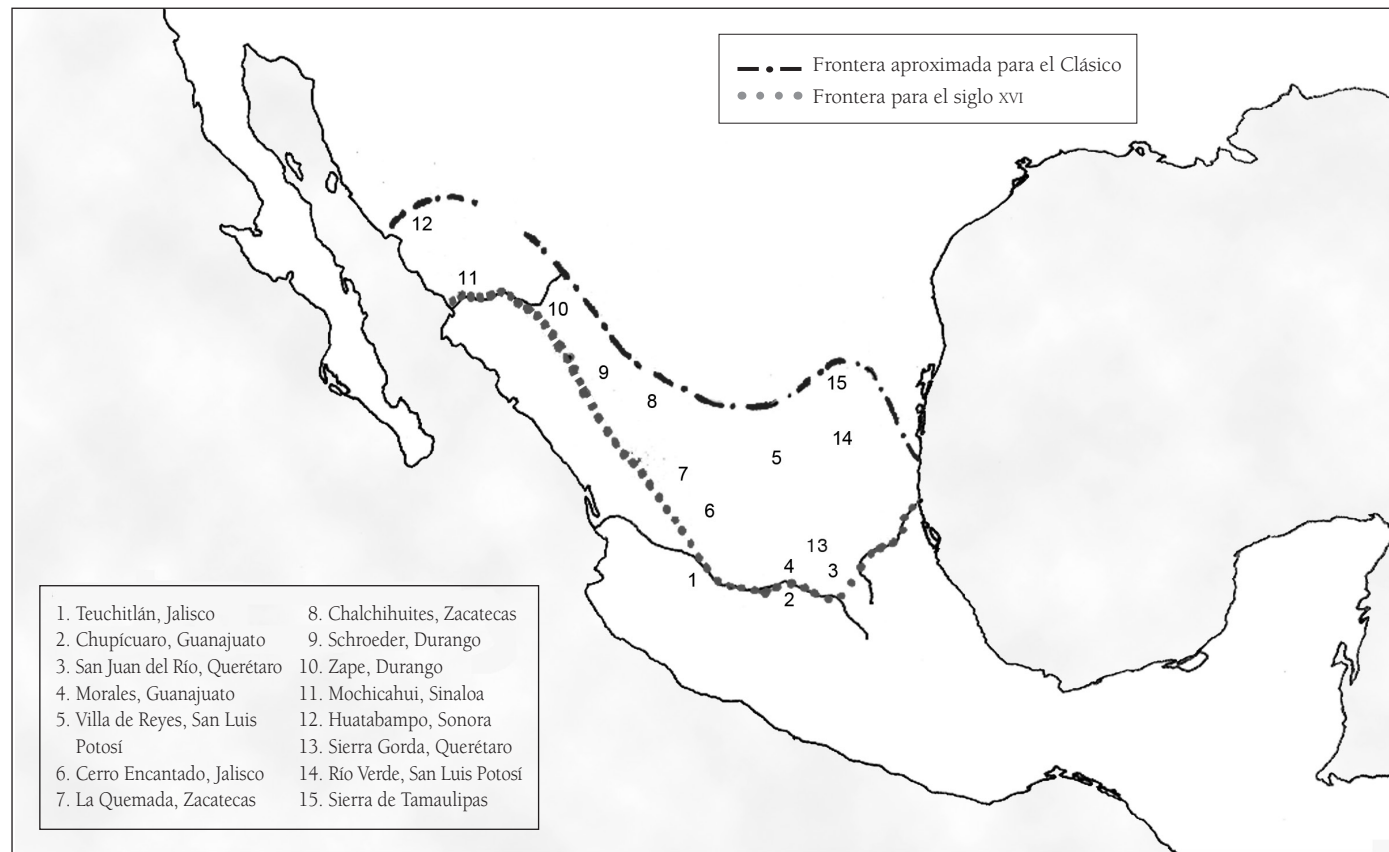 Frontera aproximada para el Clásico
Frontera para el siglo XVI
12
11
10
9
8
15
14
5
7
6
13
4
3
1
2
1. Teuchitlán, Jalisco
2. Chupícuaro, Guanajuato
3. San Juan del Río, Querétaro
4. Morales, Guanajuato
5. Villa de Reyes, San Luis
Potosí
6. Cerro Encantado, Jalisco
7. La Quemada, Zacatecas
8. Chalchihuites, Zacatecas
9. Schroeder, Durango
10. Zape, Durango
11. Mochicahui, Sinaloa
12. Huatabampo, Sonora
13. Sierra Gorda, Querétaro
14. Río Verde, San Luis Potosí
15. Sierra de Tamaulipas